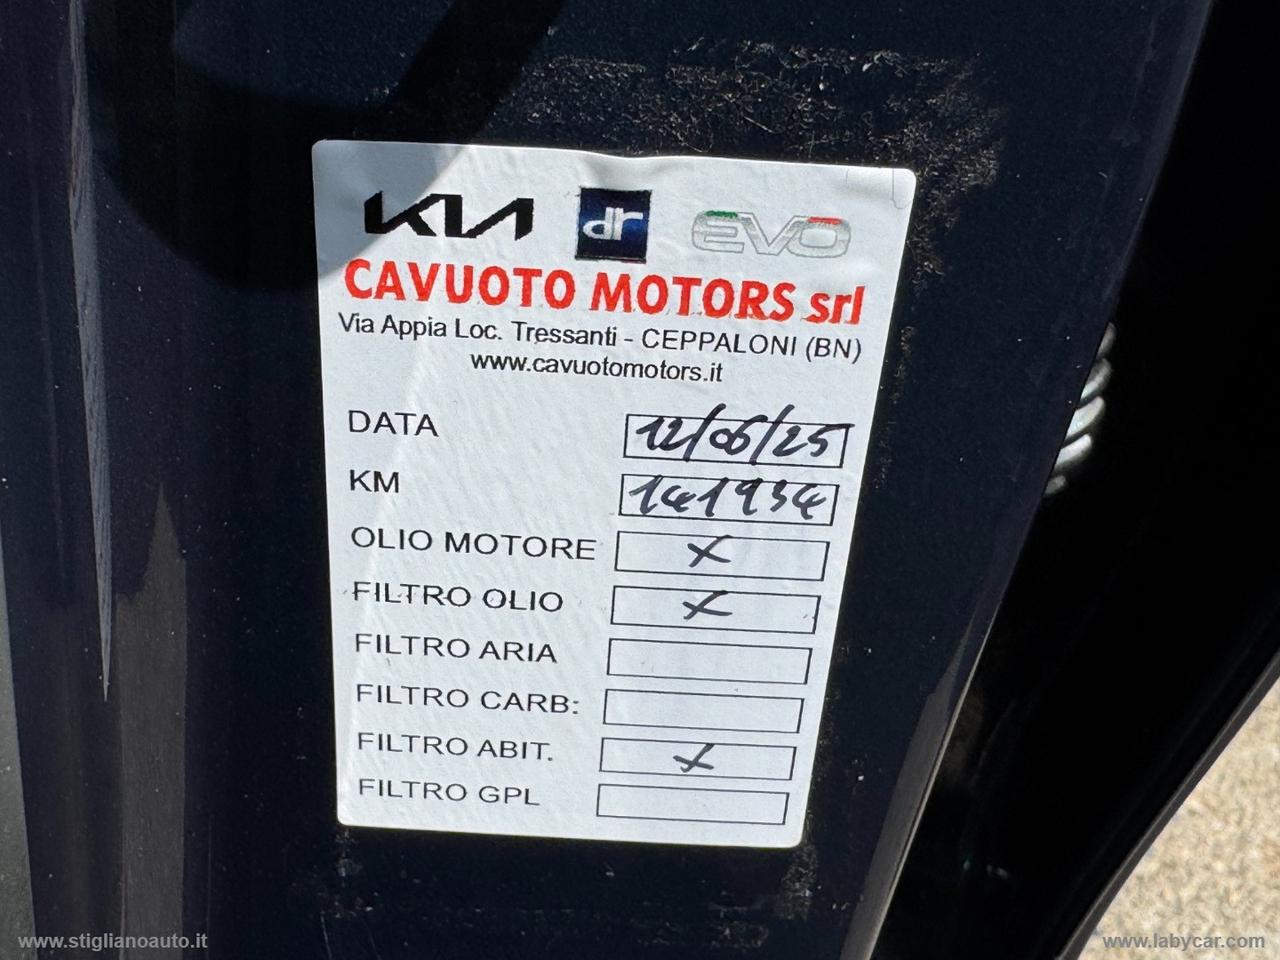 KIA dr EVO
CAVUOTO MOTORS srl
Via Appia Loc. Tressanti - CEPPALONI (BN)
www.cavuotomotors.it
DATA 12/06/25
KM 141934
OLIO MOTORE x
FILTRO OLIO x
FILTRO ARIA
FILTRO CARB:
FILTRO ABIT. x
FILTRO GPL
www.stiglianoauto.it
www.labycar.com